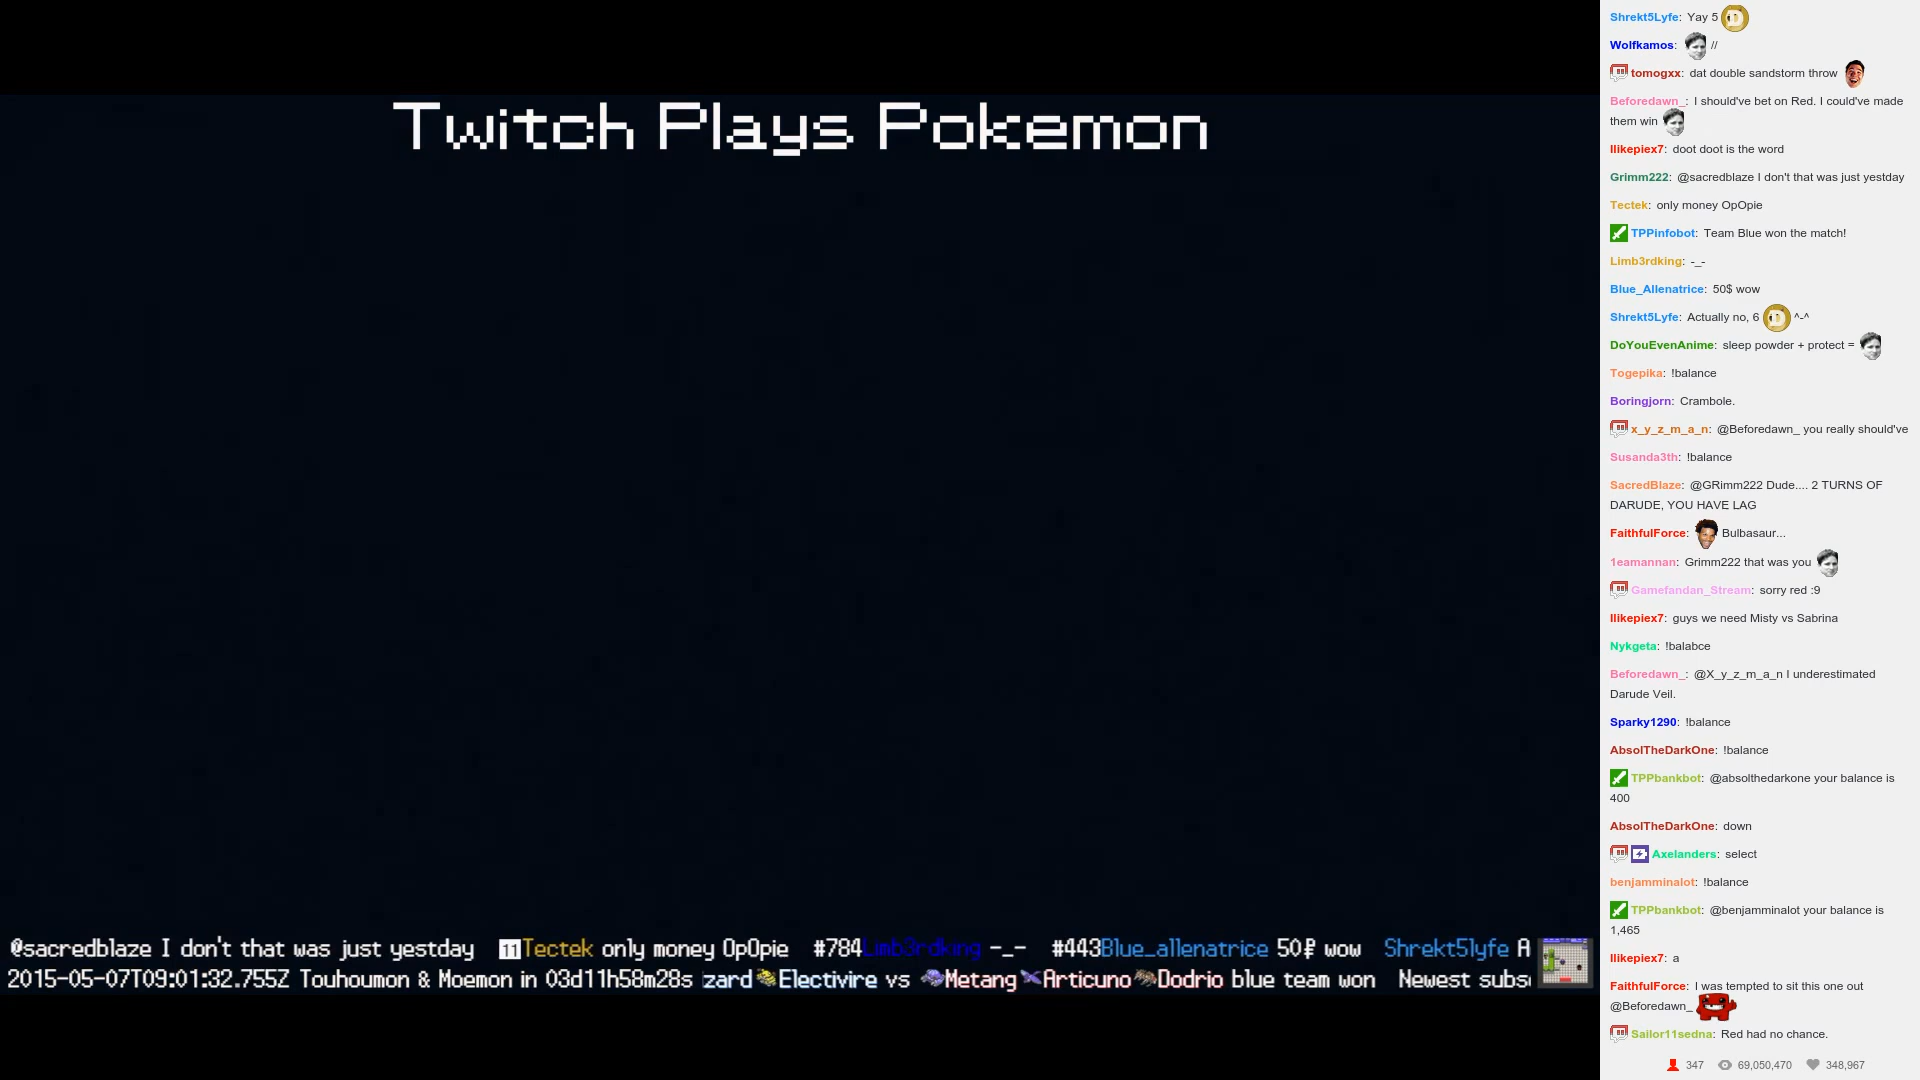 Twitch Plays Pokemon
@sacredblaze I don't that was just yestday 11 Tectek only money OpOpie #784 Limb3rdking -_- #443 Blue_allenatrice 50₽ wow Shrekt5lyfe A
2015-05-07T09:01:32.755Z Touhoumon & Moemon in 03d11h58m28s izard Electivire vs Metang Articuno Dodrio blue team won Newest subs
Shrekt5Lyfe: Yay 5
Wolfkamos: //
tomogxx: dat double sandstorm throw
Beforedawn_: I should've bet on Red. I could've made
them win
Ilikepiex7: doot doot is the word
Grimm222: @sacredblaze I don't that was just yestday
Tectek: only money OpOpie
TPPinfobot: Team Blue won the match!
Limb3rdking: -_-
Blue_Allenatrice: 50$ wow
Shrekt5Lyfe: Actually no, 6 ^-^
DoYouEvenAnime: sleep powder + protect =
Togepika: !balance
Boringjorn: Crambole.
x_y_z_m_a_n: @Beforedawn_ you really should've
Susanda3th: !balance
SacredBlaze: @GRimm222 Dude.... 2 TURNS OF
DARUDE, YOU HAVE LAG
FaithfulForce: Bulbasaur...
1eamannan: Grimm222 that was you
Gamefandan_Stream: sorry red :9
Ilikepiex7: guys we need Misty vs Sabrina
Nykgeta: !balabce
Beforedawn_: @X_y_z_m_a_n I underestimated
Darude Veil.
Sparky1290: !balance
AbsolTheDarkOne: !balance
TPPbankbot: @absolthedarkone your balance is
400
AbsolTheDarkOne: down
Axelanders: select
benjamminalot: !balance
TPPbankbot: @benjamminalot your balance is
1,465
Ilikepiex7: a
FaithfulForce: I was tempted to sit this one out
@Beforedawn_
Sailor11sedna: Red had no chance.
347 69,050,470 348,967